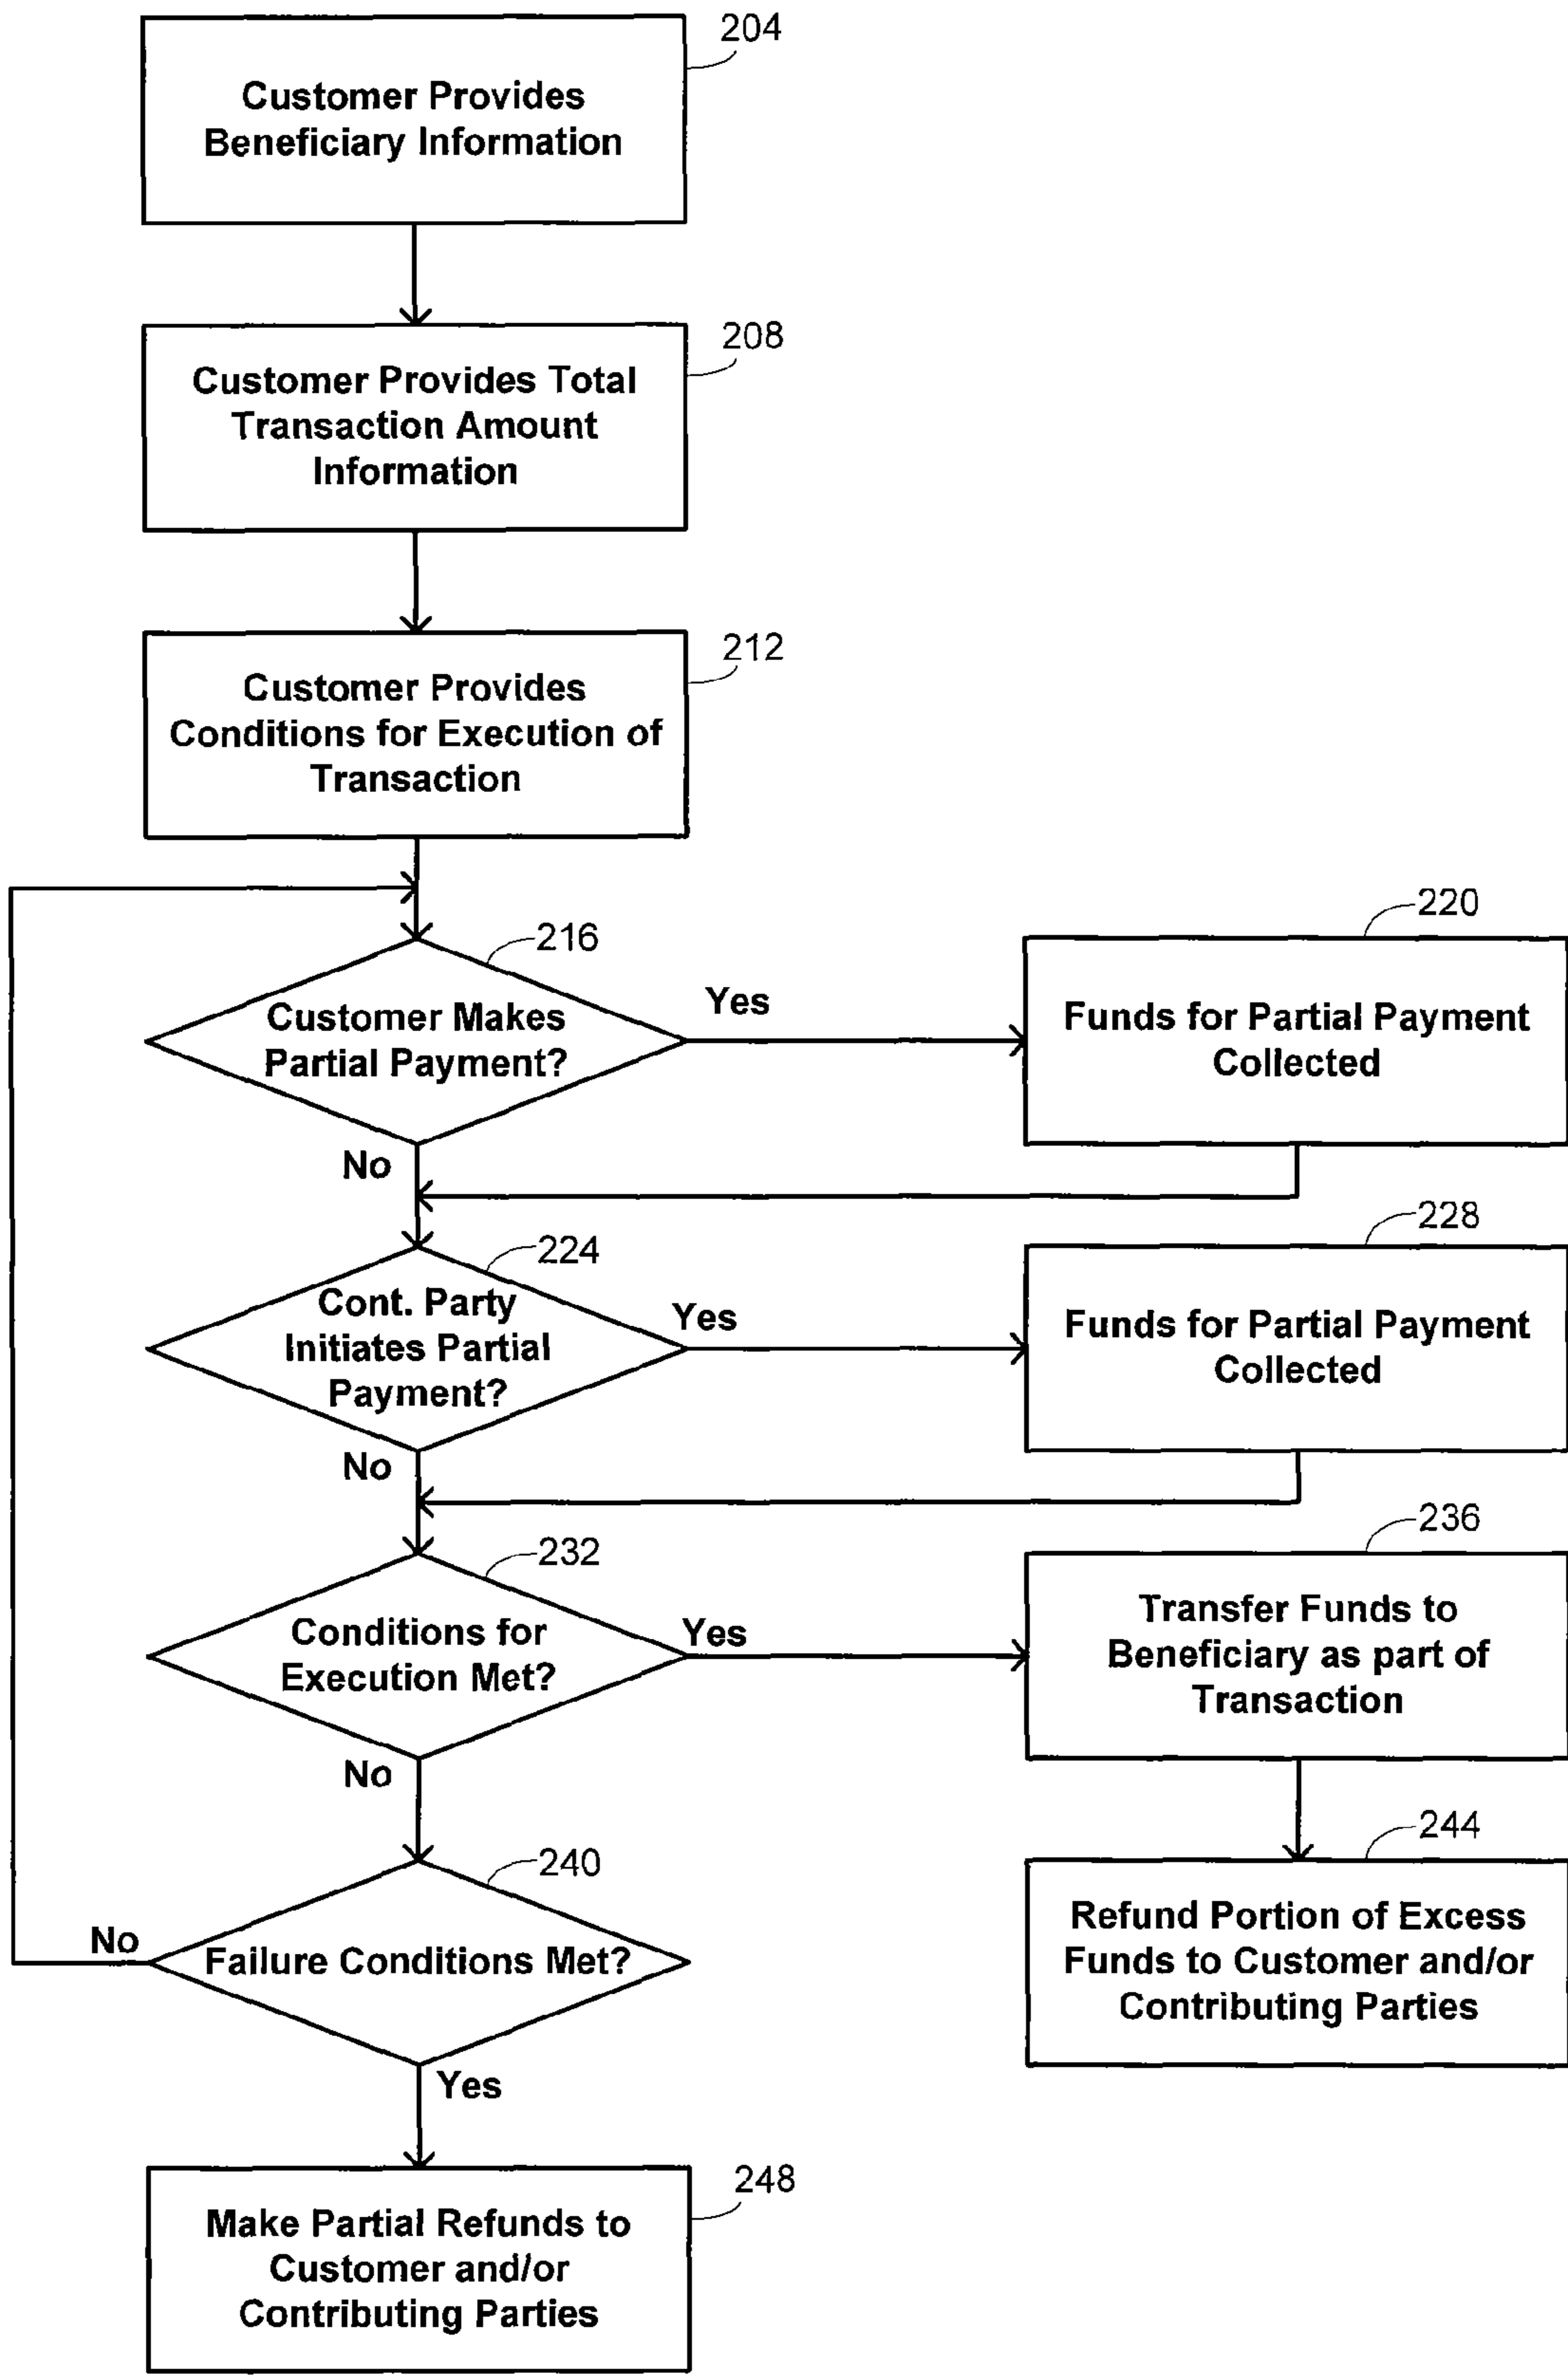 204
Customer Provides
Beneficiary Information
208
Customer Provides Total
Transaction Amount
Information
212
Customer Provides
Conditions for Execution of
Transaction
216
Customer Makes
Partial Payment?
Yes
No
220
Funds for Partial Payment
Collected
224
Cont. Party
Initiates Partial
Payment?
Yes
No
228
Funds for Partial Payment
Collected
232
Conditions for
Execution Met?
Yes
No
236
Transfer Funds to
Beneficiary as part of
Transaction
240
Failure Conditions Met?
No
Yes
244
Refund Portion of Excess
Funds to Customer and/or
Contributing Parties
248
Make Partial Refunds to
Customer and/or
Contributing Parties